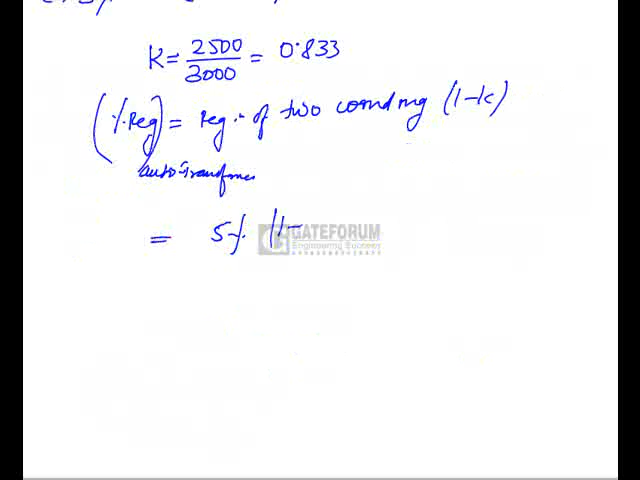 K = 2500/3000 = 0.833
(%Reg) = Reg. of two winding (1-K)
auto-transformer
= 5% (1-
GATEFORUM
Engineering Success